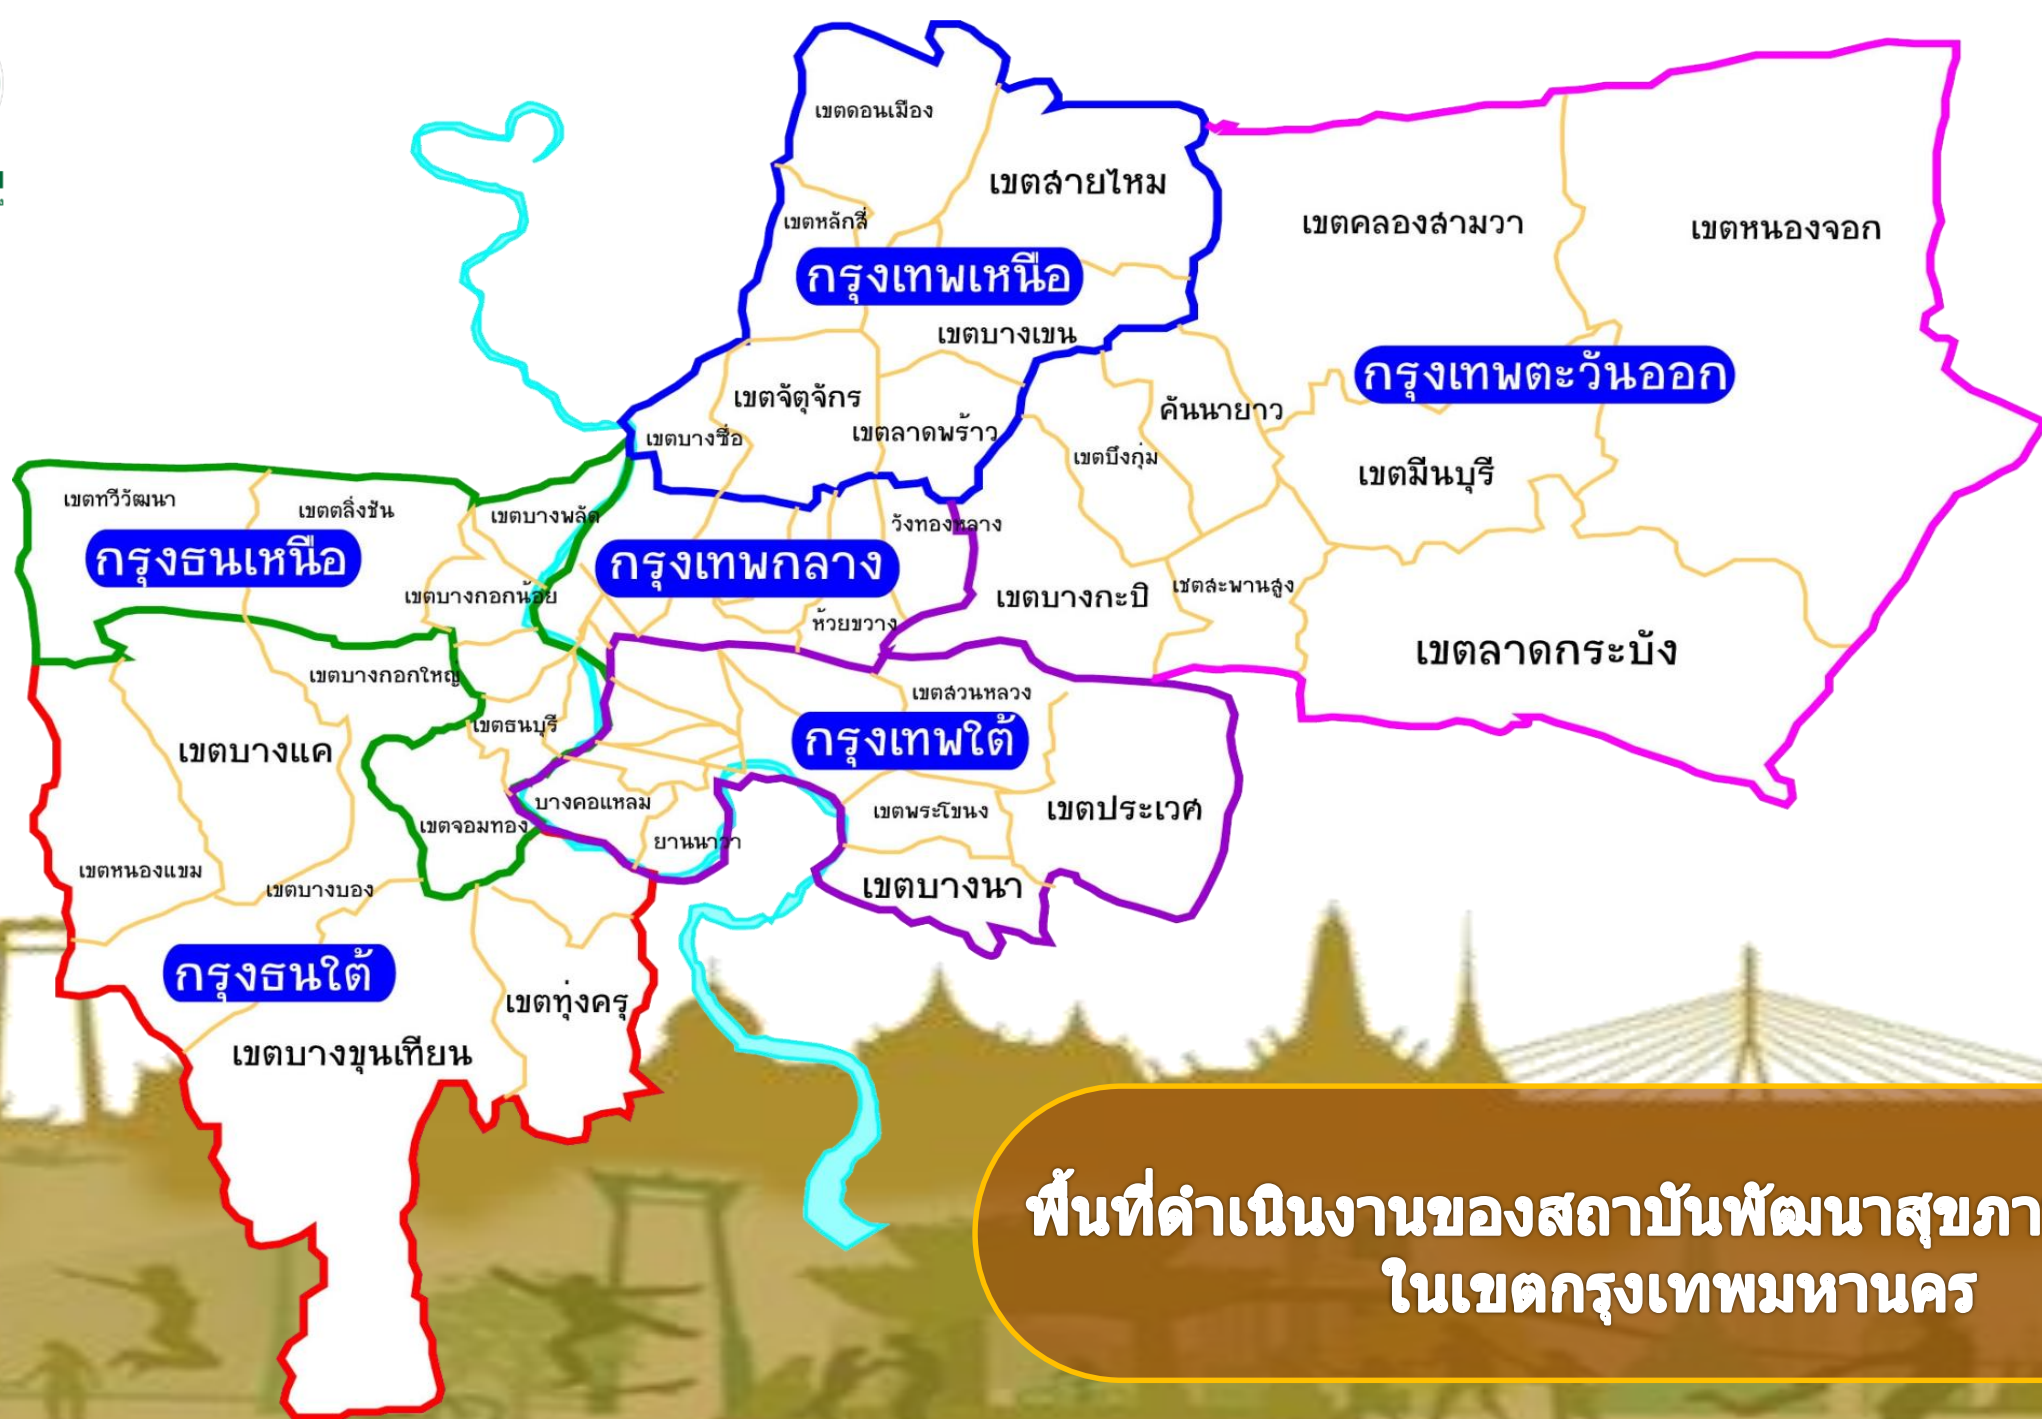 เขตดอนเมือง
เขตสายไหม
เขตหลักสี่
เขตคลองสามวา
เขตหนองจอก
กรุงเทพเหนือ
เขตบางเขน
กรุงเทพตะวันออก
เขตจัตุจักร
คันนายาว
เขตบางซื่อ
เขตลาดพร้าว
เขตบึงกุ่ม
เขตมีนบุรี
เขตทวีวัฒนา
เขตตลิ่งชัน
เขตบางพลัด
วังทองหลาง
กรุงธนเหนือ
กรุงเทพกลาง
เขตบางกอกน้อย
เขตบางกะปิ
เชตสะพานสูง
ห้วยขวาง
เขตลาดกระบัง
เขตบางกอกใหญ่
เขตสวนหลวง
เขตธนบุรี
กรุงเทพใต้
เขตบางแค
บางคอแหลม
เขตพระโขนง
เขตประเวศ
เขตจอมทอง
ยานนาวา
เขตหนองแขม
เขตบางบอง
เขตบางนา
กรุงธนใต้
เขตทุ่งครุ
เขตบางขุนเทียน
พื้นที่ดำเนินงานของสถาบันพัฒนาสุขภา
ในเขตกรุงเทพมหานคร